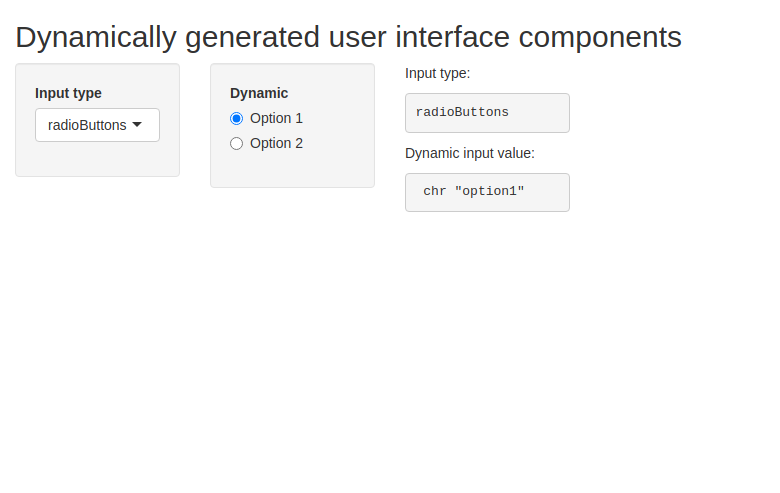 Dynamically generated user interface components
Input type
radioButtons
Dynamic
Option 1
Option 2
Input type:
radioButtons
Dynamic input value:
chr "option1"